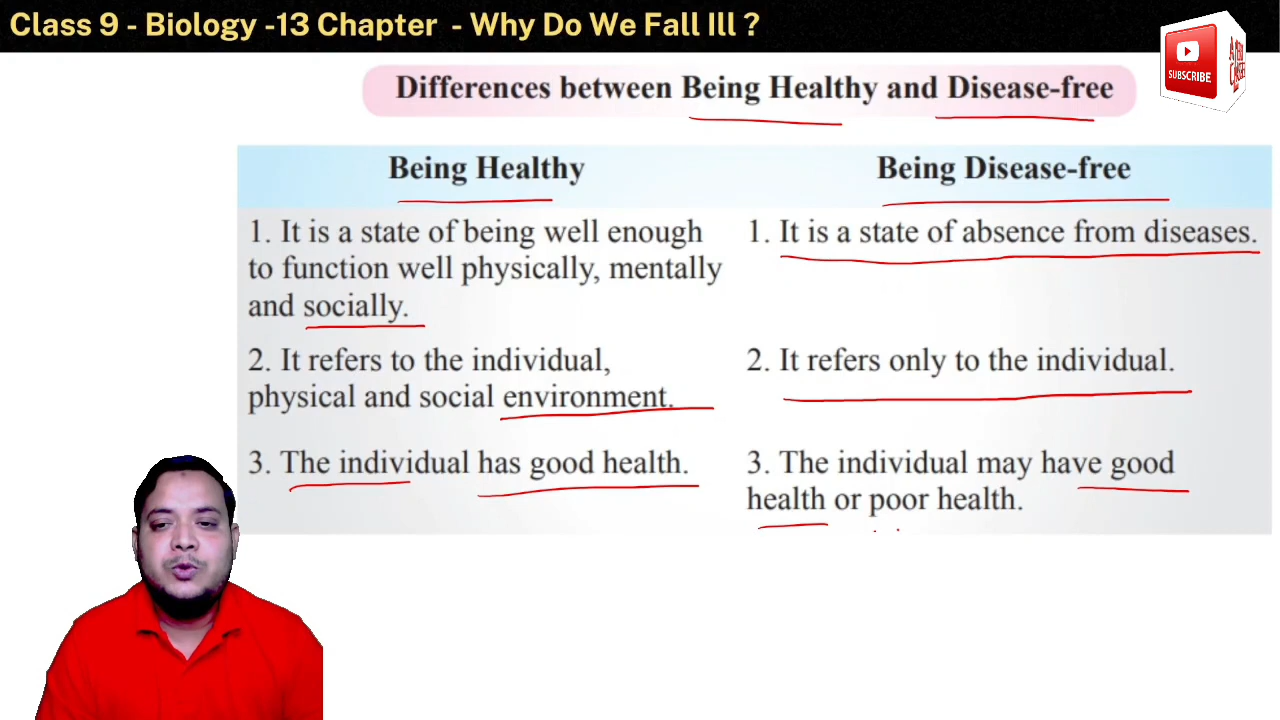 Class 9 - Biology -13 Chapter - Why Do We Fall Ill ?
SUBSCRIBE
Differences between Being Healthy and Disease-free
Being Healthy
Being Disease-free
1. It is a state of being well enough
to function well physically, mentally
and socially.
1. It is a state of absence from diseases.
2. It refers to the individual,
physical and social environment.
2. It refers only to the individual.
3. The individual has good health.
3. The individual may have good
health or poor health.